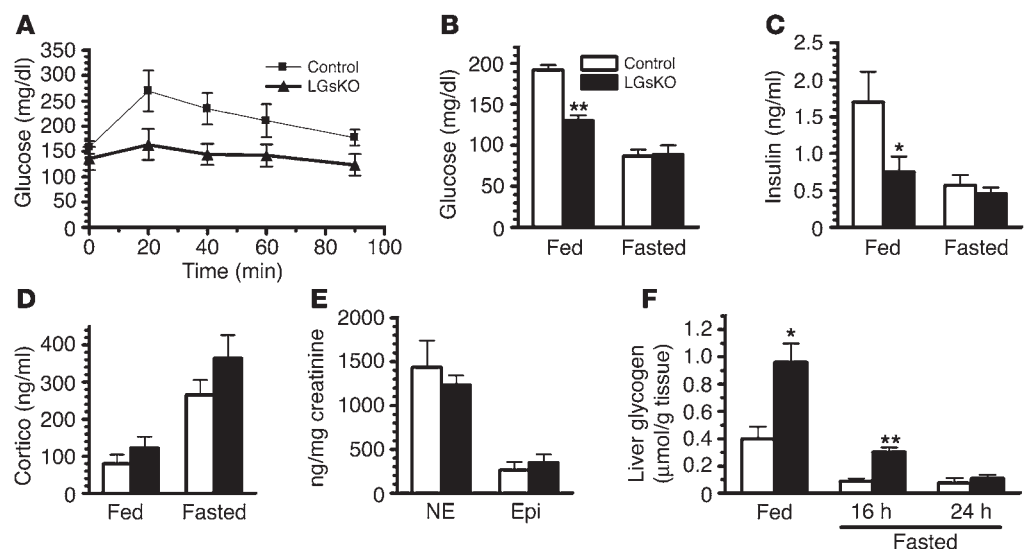 A
Glucose (mg/dl)
350
300
250
200
150
100
50
0
0 20 40 60 80 100
Time (min)
Control
LGsKO
B
Glucose (mg/dl)
200
150
100
50
0
Control
LGsKO
**
Fed Fasted
C
Insulin (ng/ml)
2.5
2.0
1.5
1.0
0.5
0
*
Fed Fasted
D
Cortico (ng/ml)
400
300
200
100
0
Fed Fasted
E
ng/mg creatinine
2000
1500
1000
500
0
NE Epi
F
Liver glycogen
(μmol/g tissue)
1.2
1.0
0.8
0.6
0.4
0.2
0
*
**
Fed 16 h 24 h
Fasted